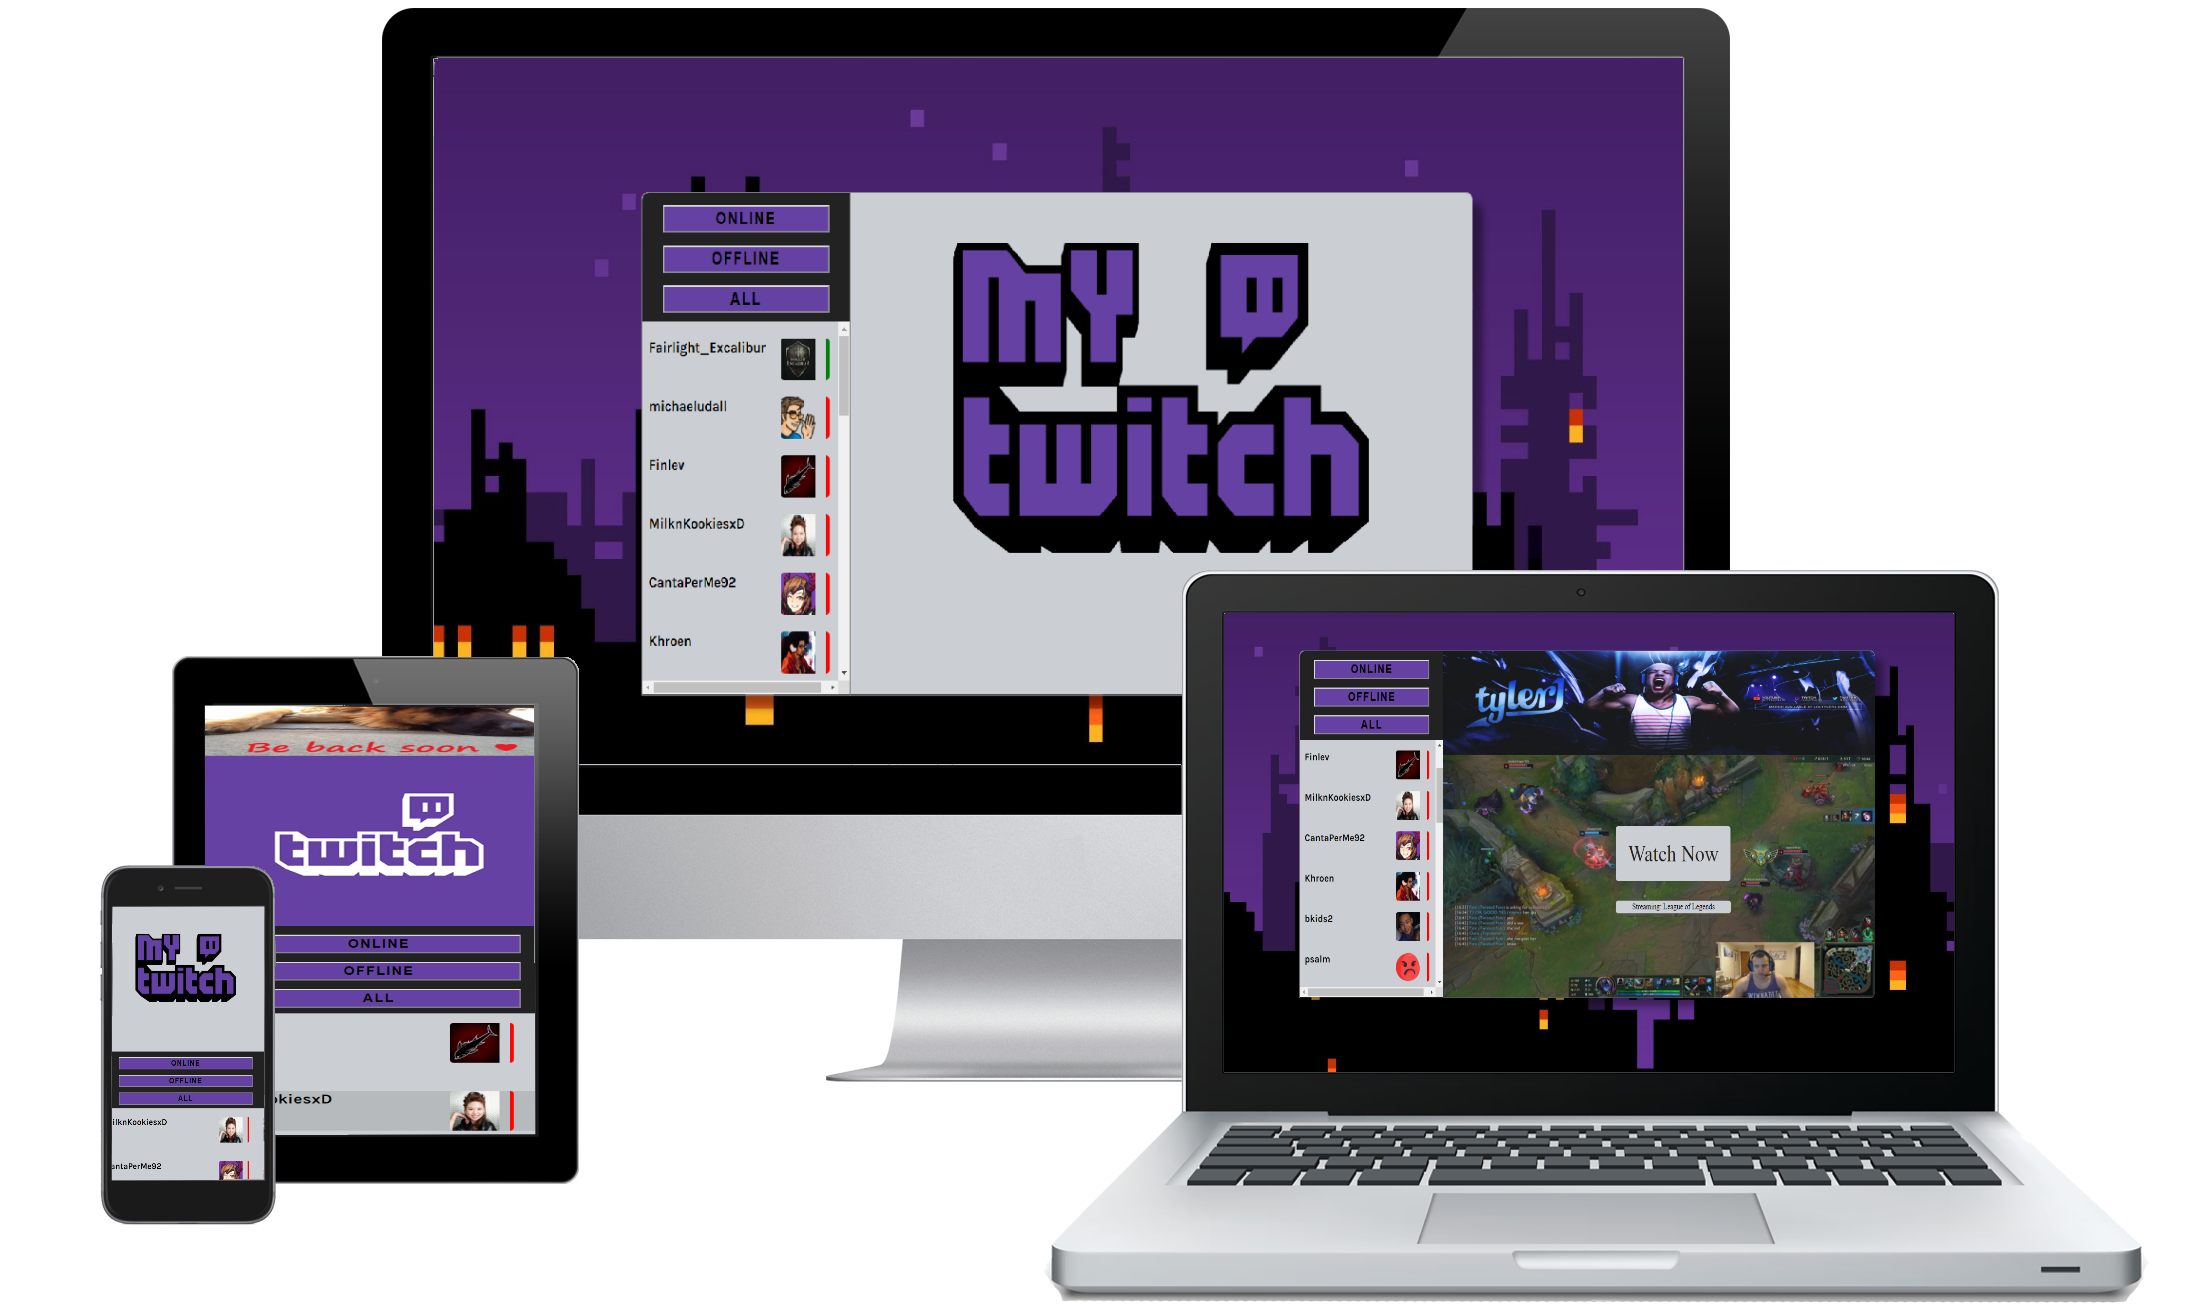 ONLINE
OFFLINE
ALL
Fairlight_Excalibur
michaeludall
Finlev
MilknKookiesxD
CantaPerMe92
Khroen
MY
twitch
Be back soon
twitch
ONLINE
OFFLINE
ALL
okiesxD
MY
twitch
ONLINE
OFFLINE
ALL
ilknKookiesxD
antaPerMe92
ONLINE
OFFLINE
ALL
Finlev
MilknKookiesxD
CantaPerMe92
Khroen
bkids2
psalm
tyler1
Watch Now
Streaming: League of Legends